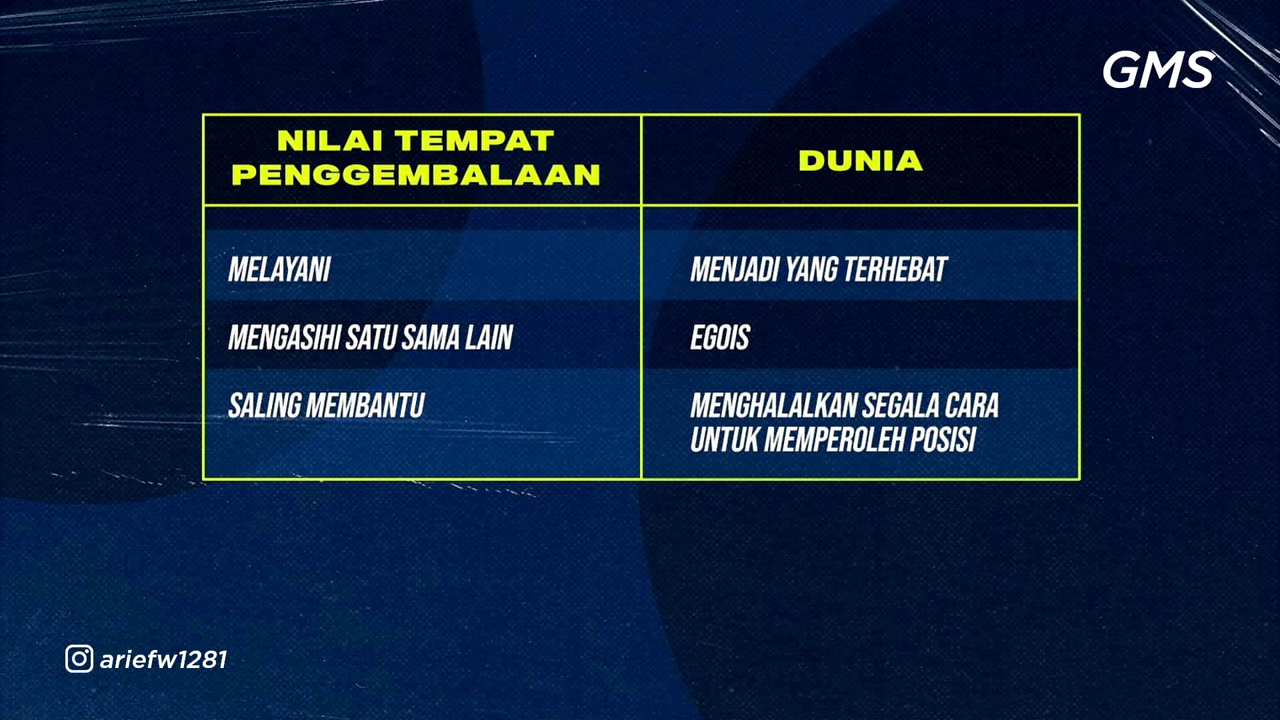 GMS
NILAI TEMPAT
PENGGEMBALAAN
DUNIA
MELAYANI
MENJADI YANG TERHEBAT
MENGASIHI SATU SAMA LAIN
EGOIS
SALING MEMBANTU
MENGHALALKAN SEGALA CARA
UNTUK MEMPEROLEH POSISI
ariefw1281